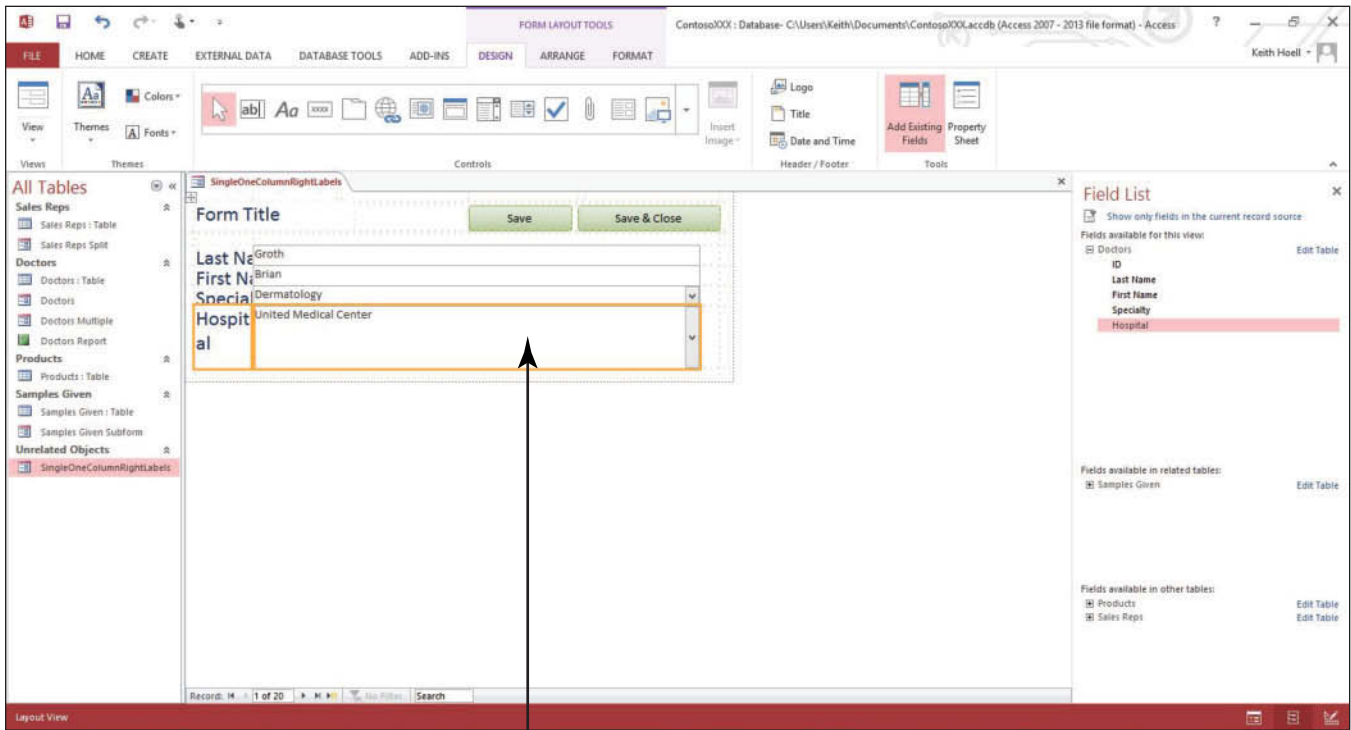 FORM LAYOUT TOOLS
ContosoXXX : Database- C:\Users\Keith\Documents\ContosoXXX.accdb (Access 2007 - 2013 file format) - Access
?
FILE HOME CREATE EXTERNAL DATA DATABASE TOOLS ADD-INS DESIGN ARRANGE FORMAT
Keith Hoell
View
Themes
Aa
Colors
A Fonts
ab| Aa xxxx
Insert Image
Logo
Title
Date and Time
Add Existing Fields
Property Sheet
Views Themes Controls Header / Footer Tools
All Tables
Sales Reps
Sales Reps : Table
Sales Reps Split
Doctors
Doctors : Table
Doctors
Doctors Multiple
Doctors Report
Products
Products : Table
Samples Given
Samples Given : Table
Samples Given Subform
Unrelated Objects
SingleOneColumnRightLabels
SingleOneColumnRightLabels
Form Title
Save
Save & Close
Last Na Groth
First Na Brian
Special Dermatology
Hospit United Medical Center
al
Record: 1 of 20 No Filter Search
Field List
Show only fields in the current record source
Fields available for this view:
Doctors Edit Table
ID
Last Name
First Name
Specialty
Hospital
Fields available in related tables:
Samples Given Edit Table
Fields available in other tables:
Products Edit Table
Sales Reps Edit Table
Layout View